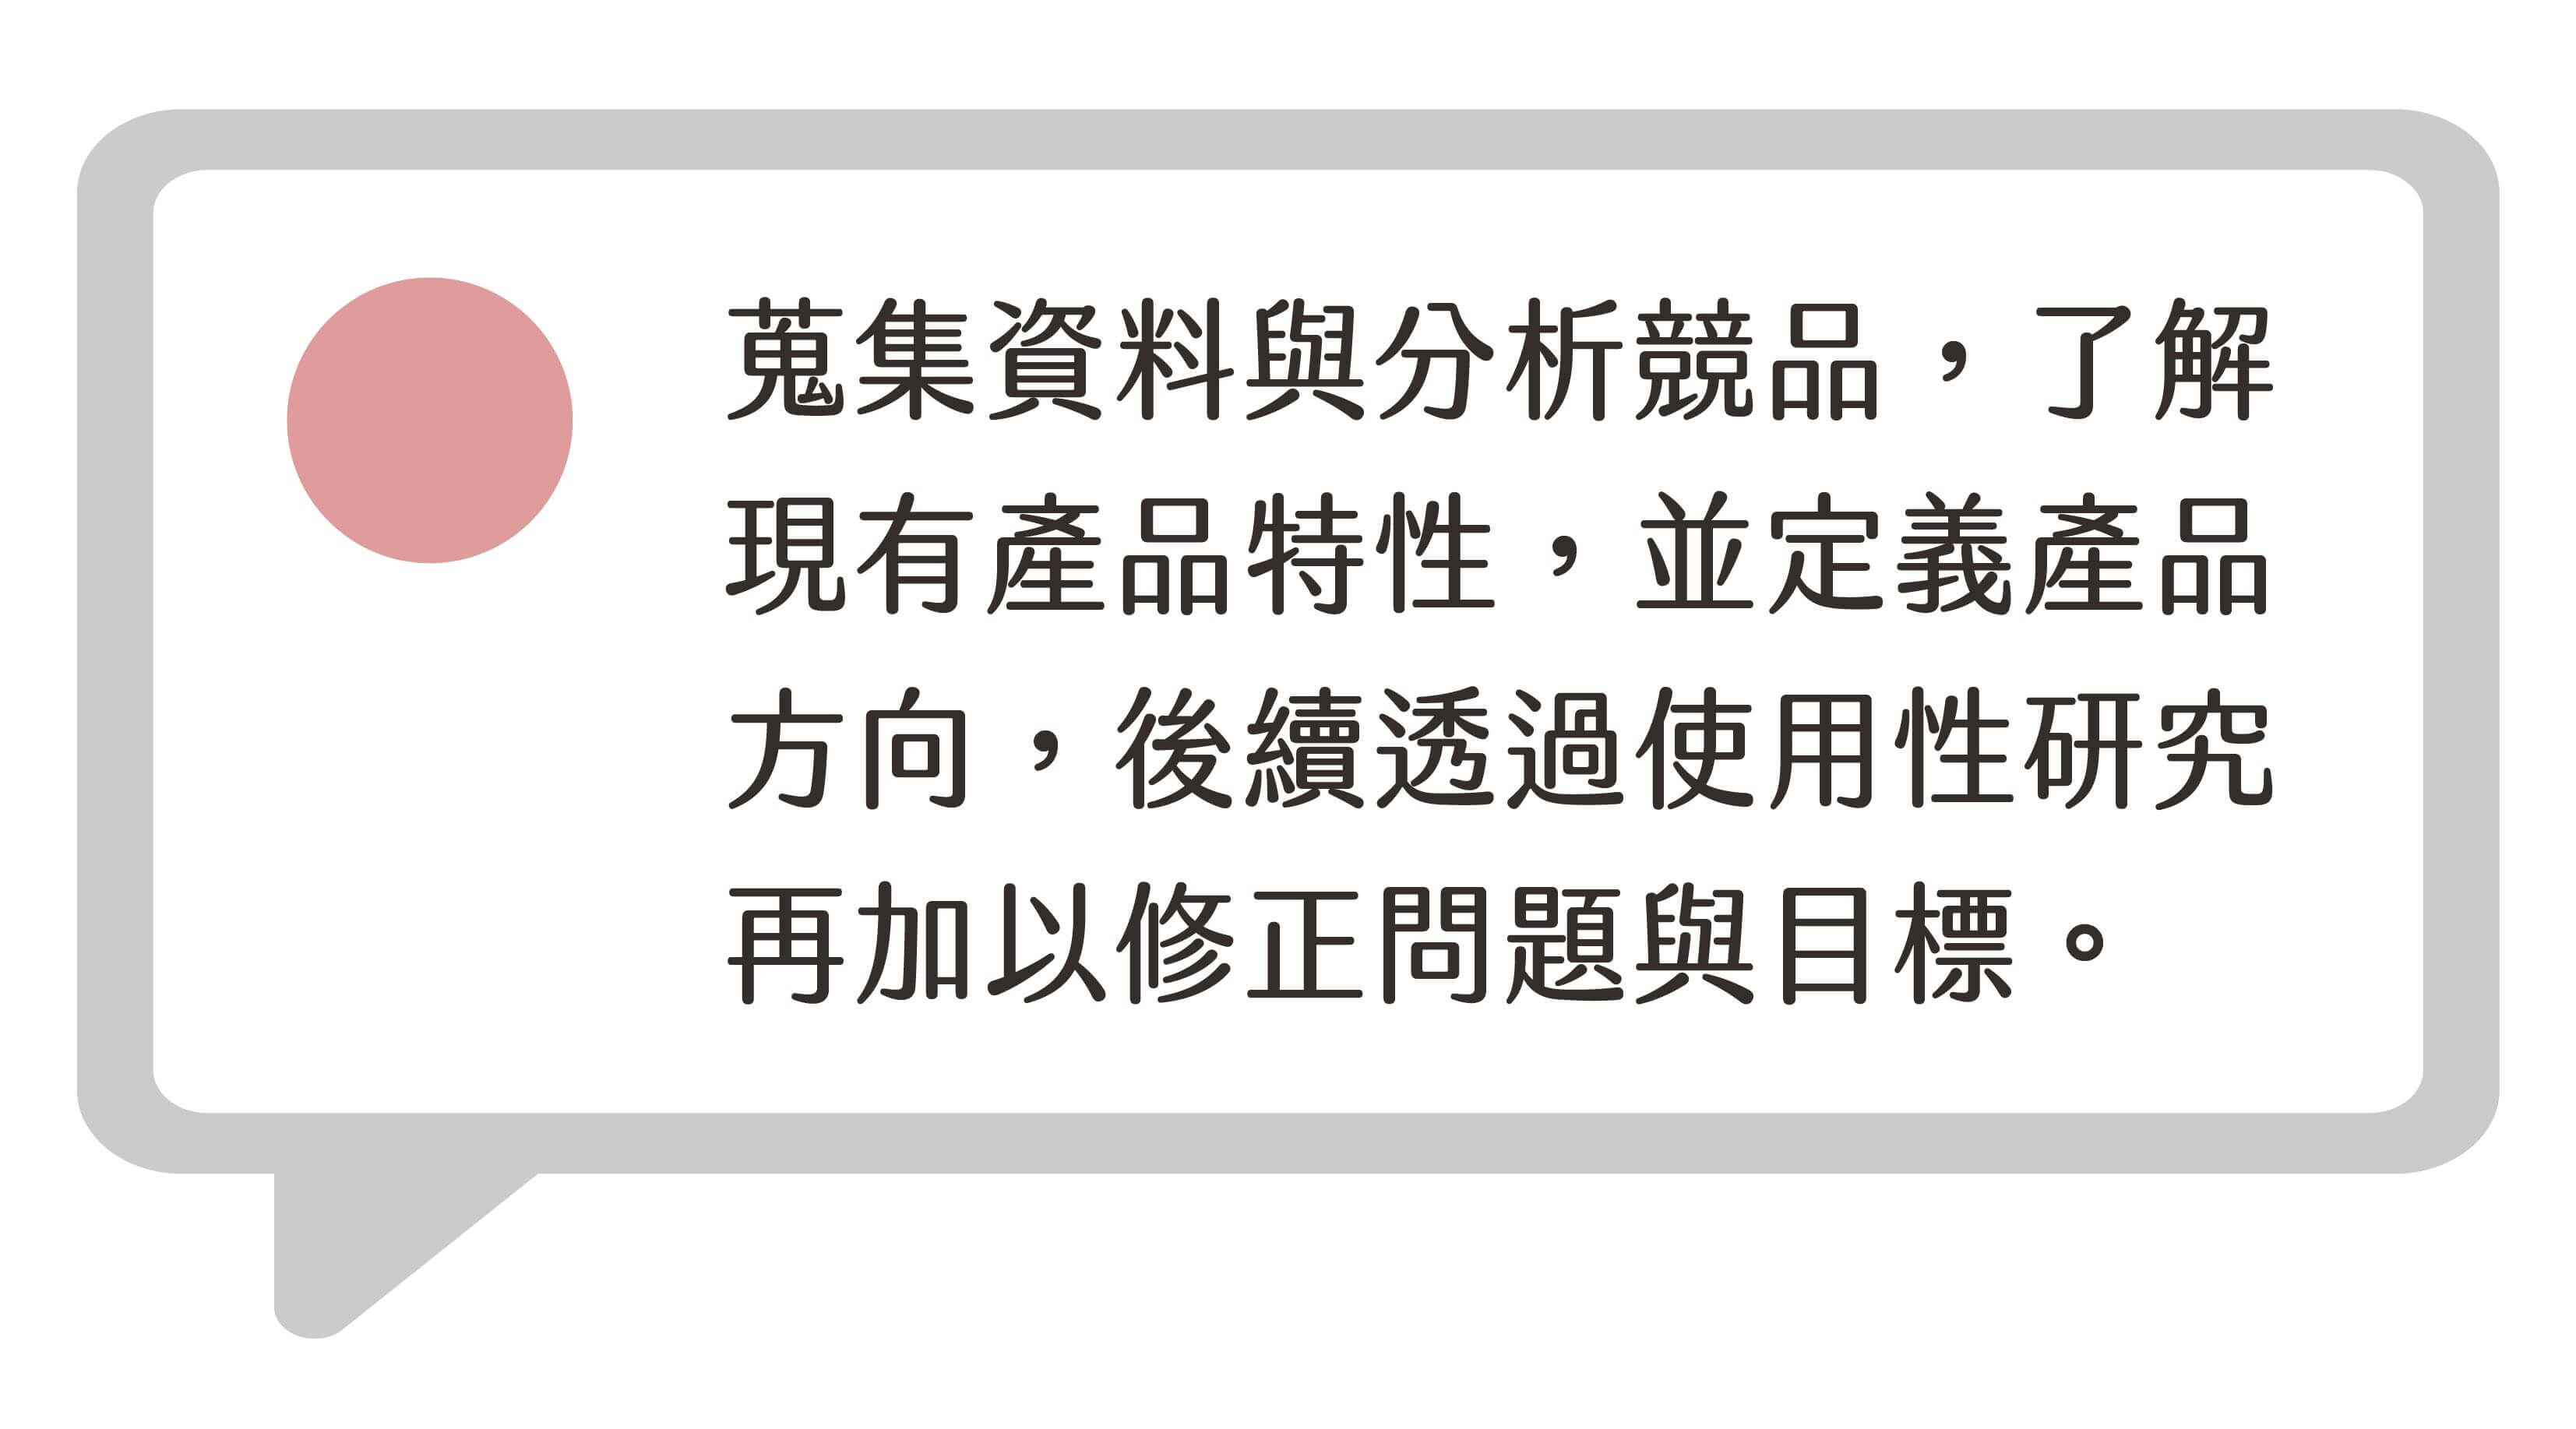 蒐集資料與分析競品，了解
現有產品特性，並定義產品
方向，後續透過使用性研究
再加以修正問題與目標。